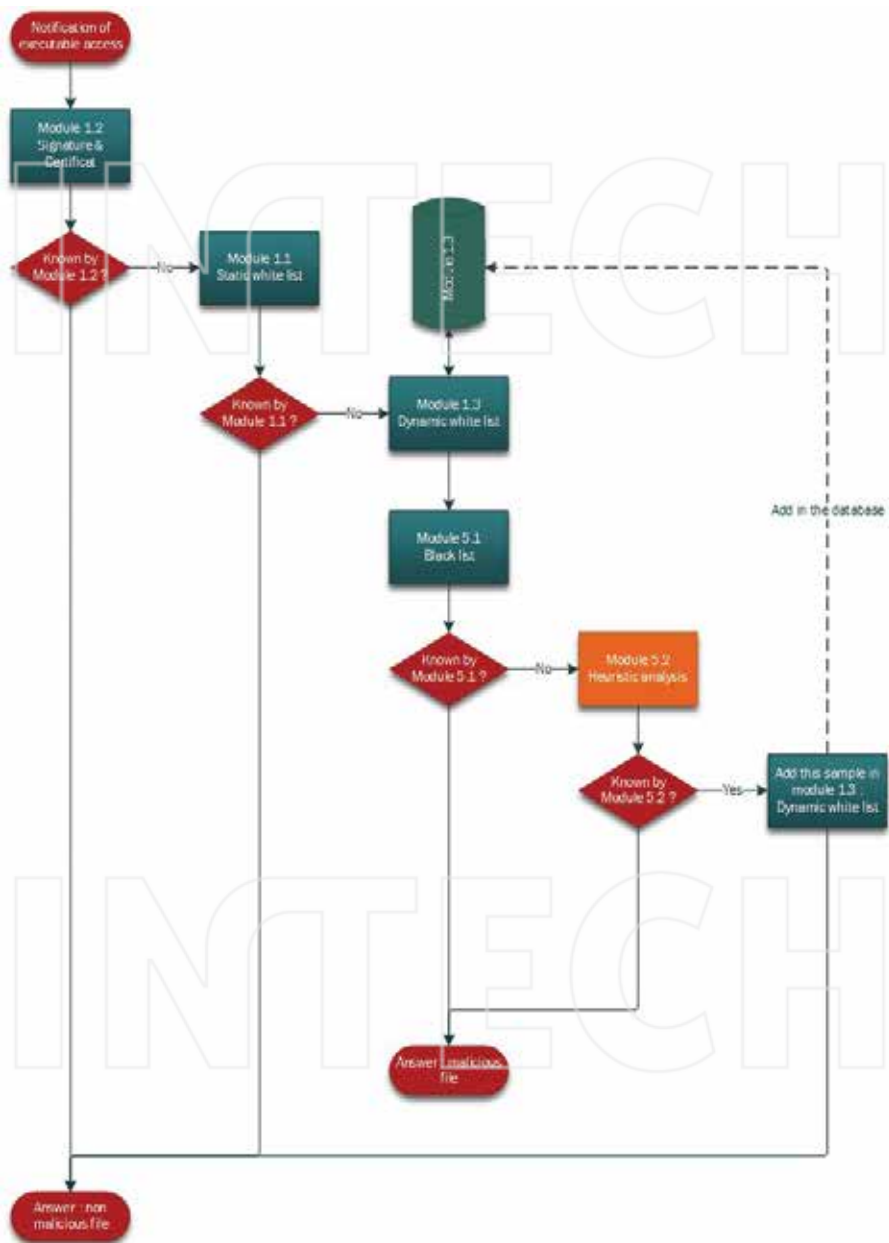 Notification of
executable access
Module 1.2
Signature &
Certificat
Known by
Module 1.2 ?
No
Module 1.1
Static white list
Module 1.3
Known by
Module 1.1 ?
No
Module 1.3
Dynamic white list
Module 5.1
Black list
Add in the database
Known by
Module 5.1 ?
No
Module 5.2
Heuristic analysis
Known by
Module 5.2 ?
Yes
Add this sample in
module 1.3 :
Dynamic white list
Answer : malicious
file
Answer : non
malicious file
INTECH
INTECH